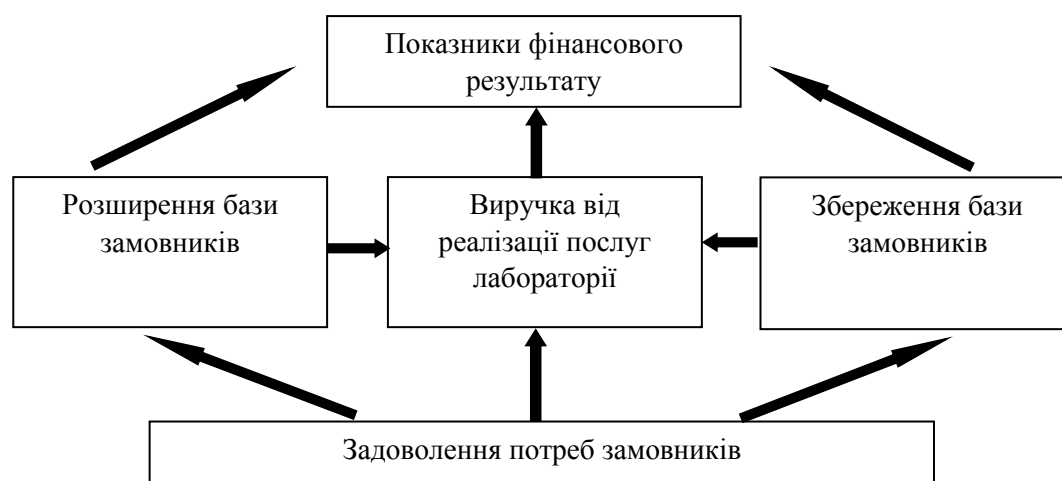 Показники фінансового
результату
Розширення бази
замовників
Виручка від
реалізації послуг
лабораторії
Збереження бази
замовників
Задоволення потреб замовників